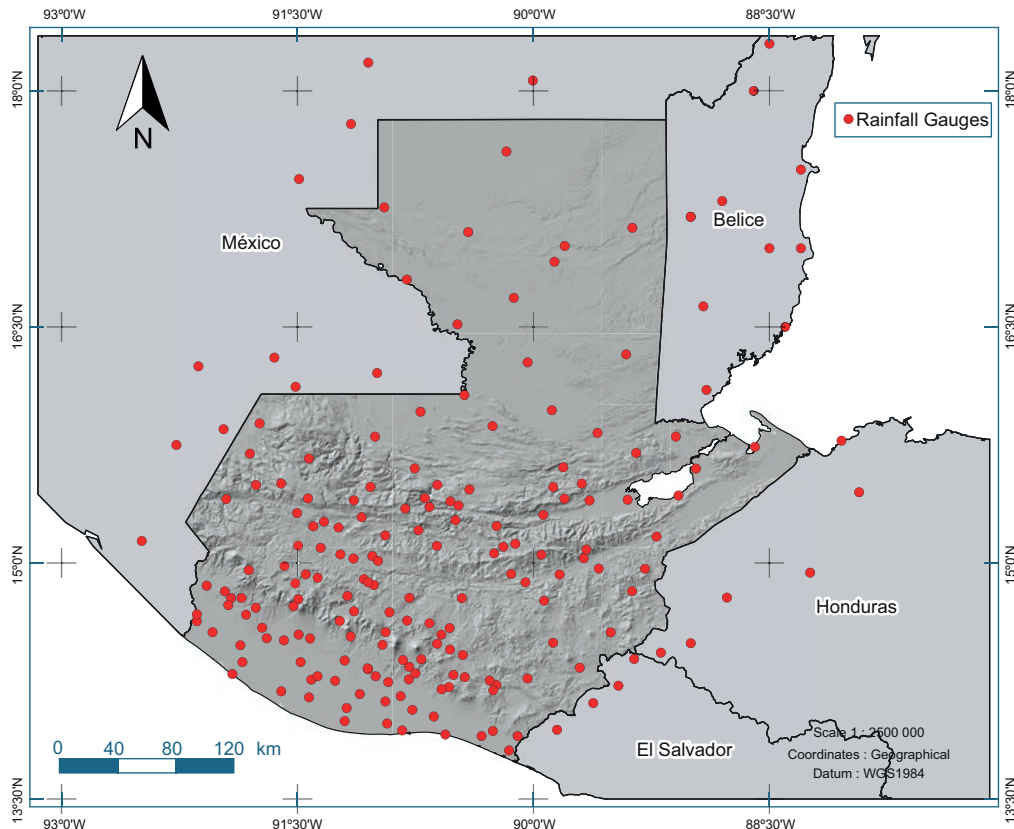 93°0'W 91°30'W 90°0'W 88°30'W
18°0'N 18°0'N
N
Rainfall Gauges
Belice
México
16°30'N 16°30'N
15°0'N 15°0'N
Honduras
Scale 1 : 2500 000
El Salvador
Coordinates : Geographical
Datum : WGS1984
0 40 80 120 km
13°30'N 13°30'N
93°0'W 91°30'W 90°0'W 88°30'W